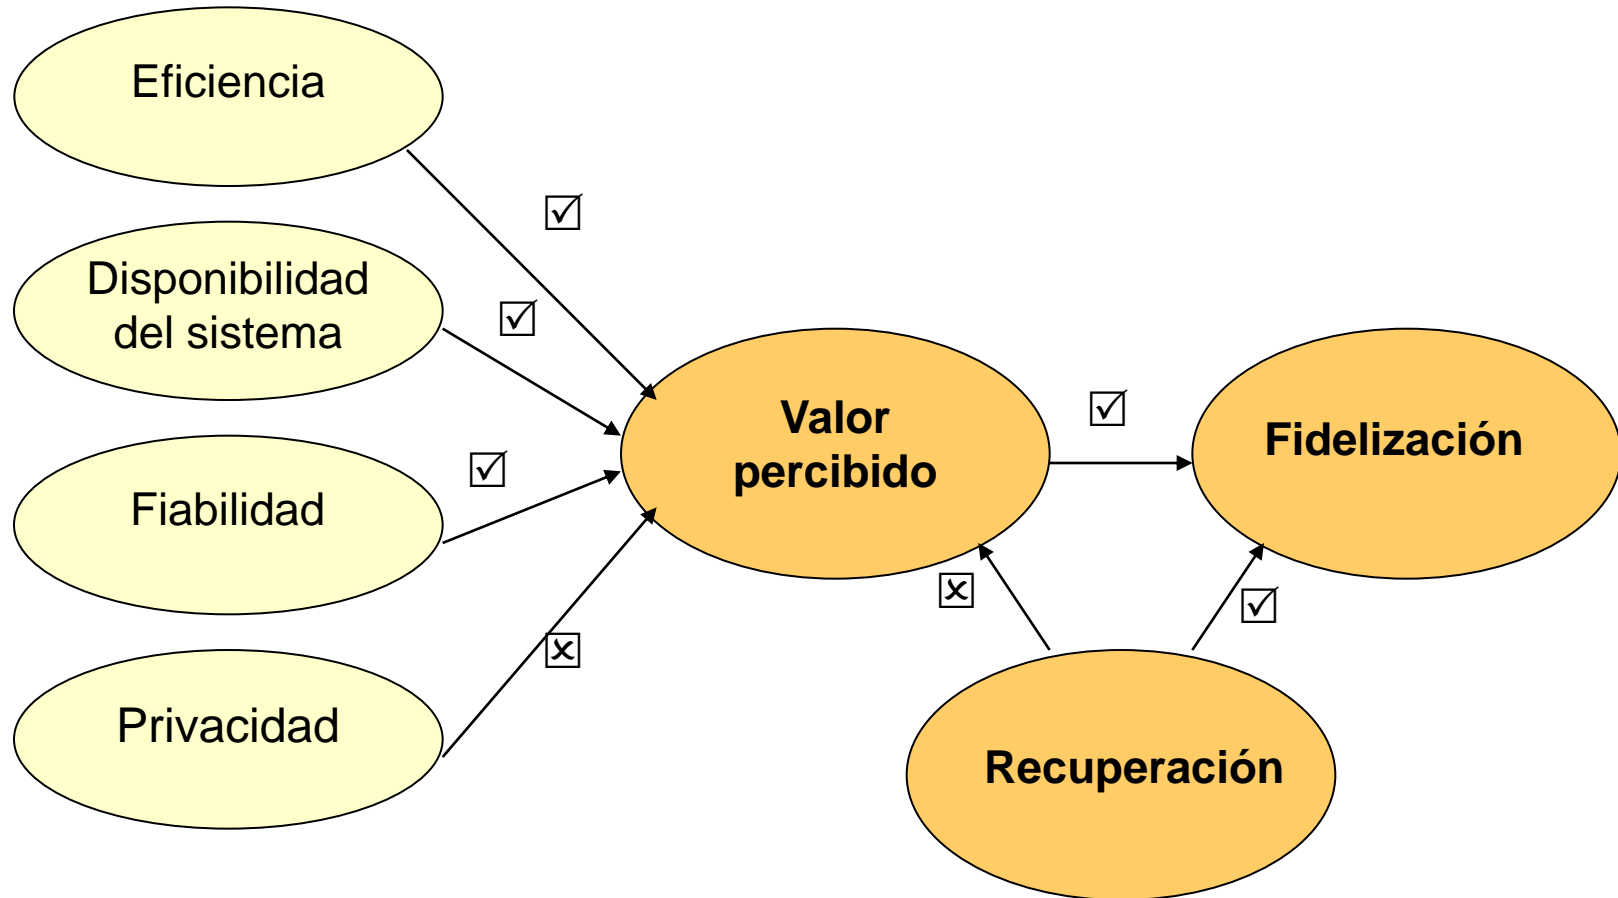 Eficiencia
☑
Disponibilidad
del sistema
☑
Valor
percibido
☑
Fidelización
Fiabilidad
☑
☒
☑
Privacidad
☒
Recuperación